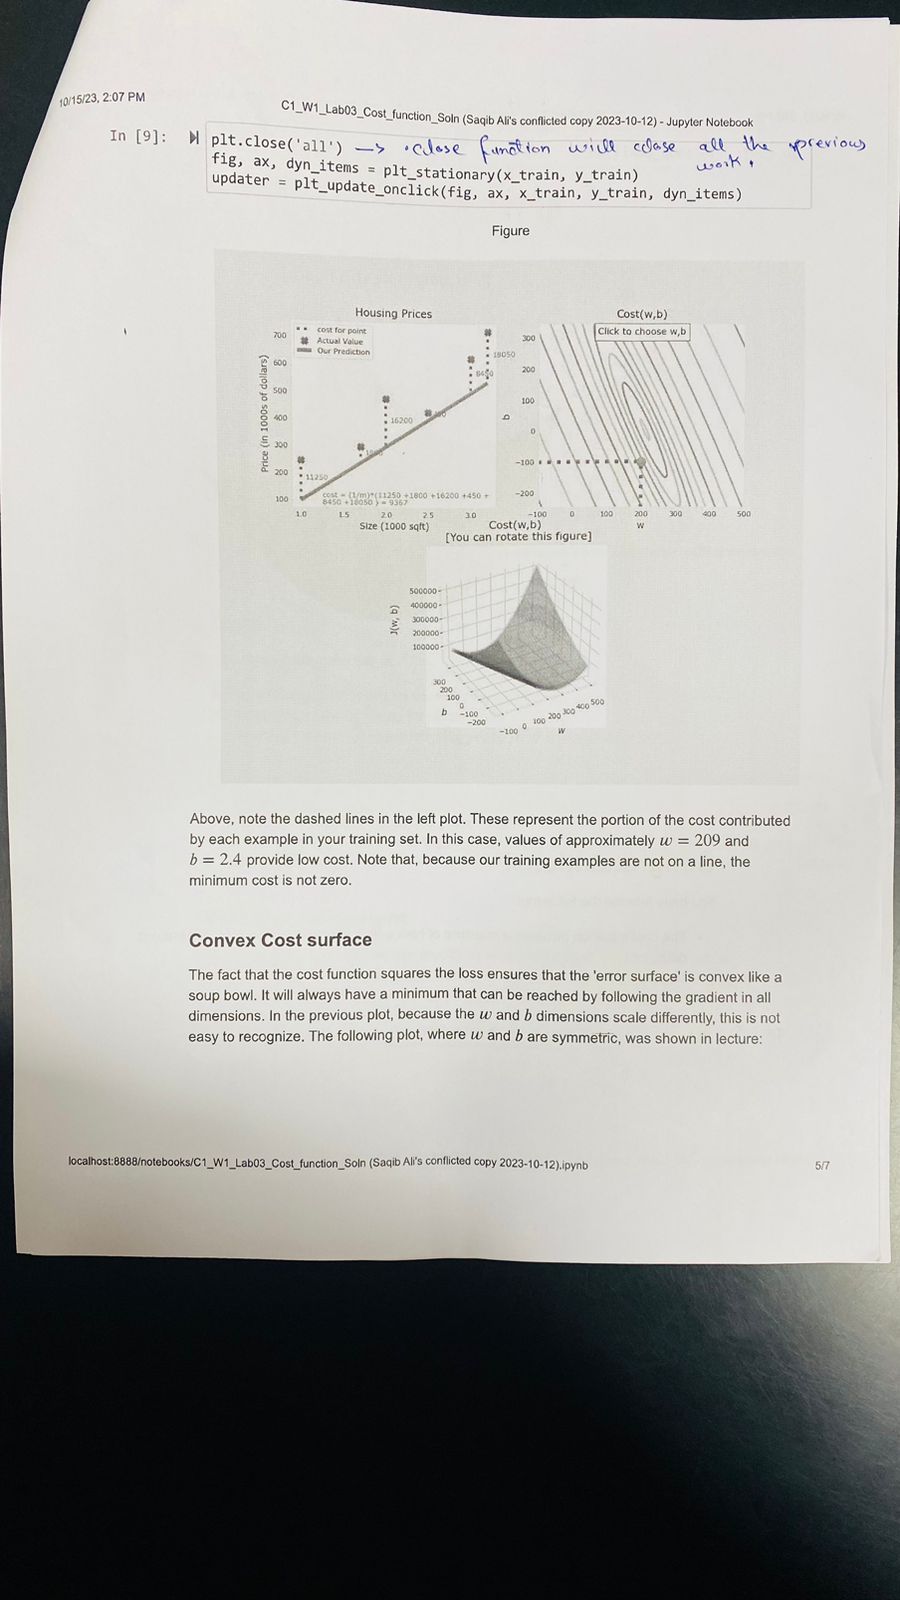 10/15/23, 2:07 PM
C1_W1_Lab03_Cost_function_Soln (Saqib Ali's conflicted copy 2023-10-12) - Jupyter Notebook
In [9]:
plt.close('all') → .close function will close all the previous
work.
fig, ax, dyn_items = plt_stationary(x_train, y_train)
updater = plt_update_onclick(fig, ax, x_train, y_train, dyn_items)
Figure
Housing Prices
cost for point
Actual Value
Our Prediction
Price (in 1000s of dollars)
700
600
500
400
300
200
100
11250
16200
18050
cost = (1/m)*(11250 +1800 +16200 +450 +
8450 +18050 ) = 9367
1.0 1.5 2.0 2.5 3.0
Size (1000 sqft)
Cost(w,b)
Click to choose w,b
b
300
200
100
0
−100
−200
−100 0 100 200 300 400 500
w
Cost(w,b)
[You can rotate this figure]
J(w, b)
500000
400000
300000
200000
100000
300
200
100
0
−100
−200
b
−100 0 100 200 300 400 500
w
Above, note the dashed lines in the left plot. These represent the portion of the cost contributed
by each example in your training set. In this case, values of approximately w = 209 and
b = 2.4 provide low cost. Note that, because our training examples are not on a line, the
minimum cost is not zero.
Convex Cost surface
The fact that the cost function squares the loss ensures that the 'error surface' is convex like a
soup bowl. It will always have a minimum that can be reached by following the gradient in all
dimensions. In the previous plot, because the w and b dimensions scale differently, this is not
easy to recognize. The following plot, where w and b are symmetric, was shown in lecture:
localhost:8888/notebooks/C1_W1_Lab03_Cost_function_Soln (Saqib Ali's conflicted copy 2023-10-12).ipynb
5/7